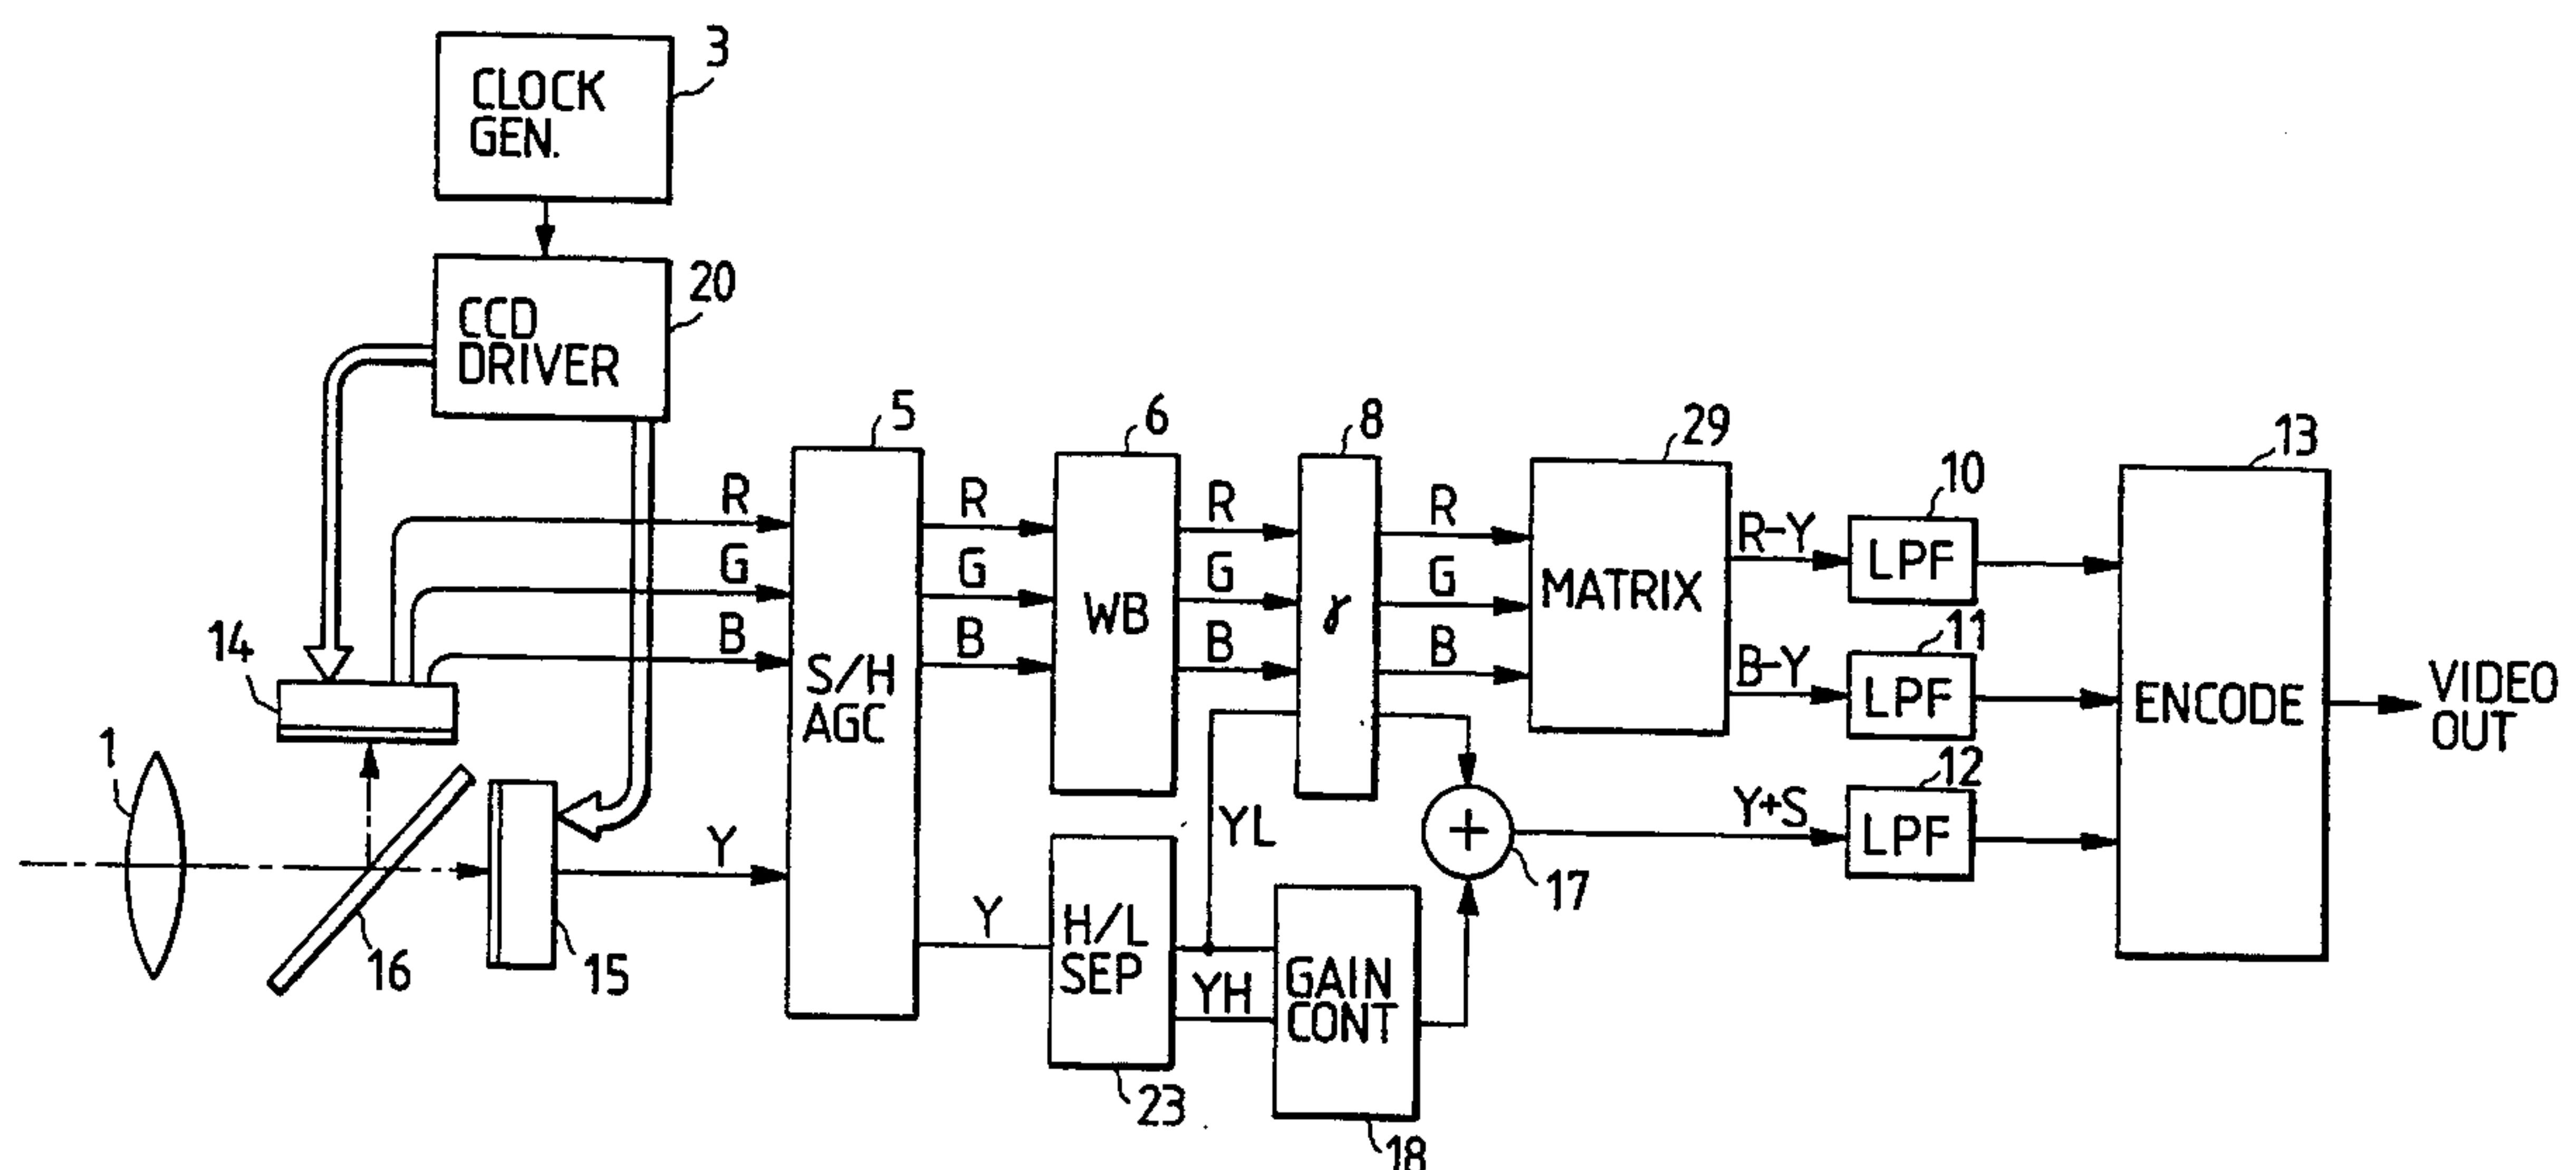 3
CLOCK
GEN.
20
CCD
DRIVER
5
6
8
29
13
10
R
R
R
R
R-Y
LPF
G
G
G
G
B
B
B
B
11
B-Y
LPF
14
S/H
AGC
WB
γ
MATRIX
ENCODE
VIDEO
OUT
1
12
Y
YL
+
Y+S
LPF
17
16
15
Y
H/L
SEP
YH
GAIN
CONT
23
18